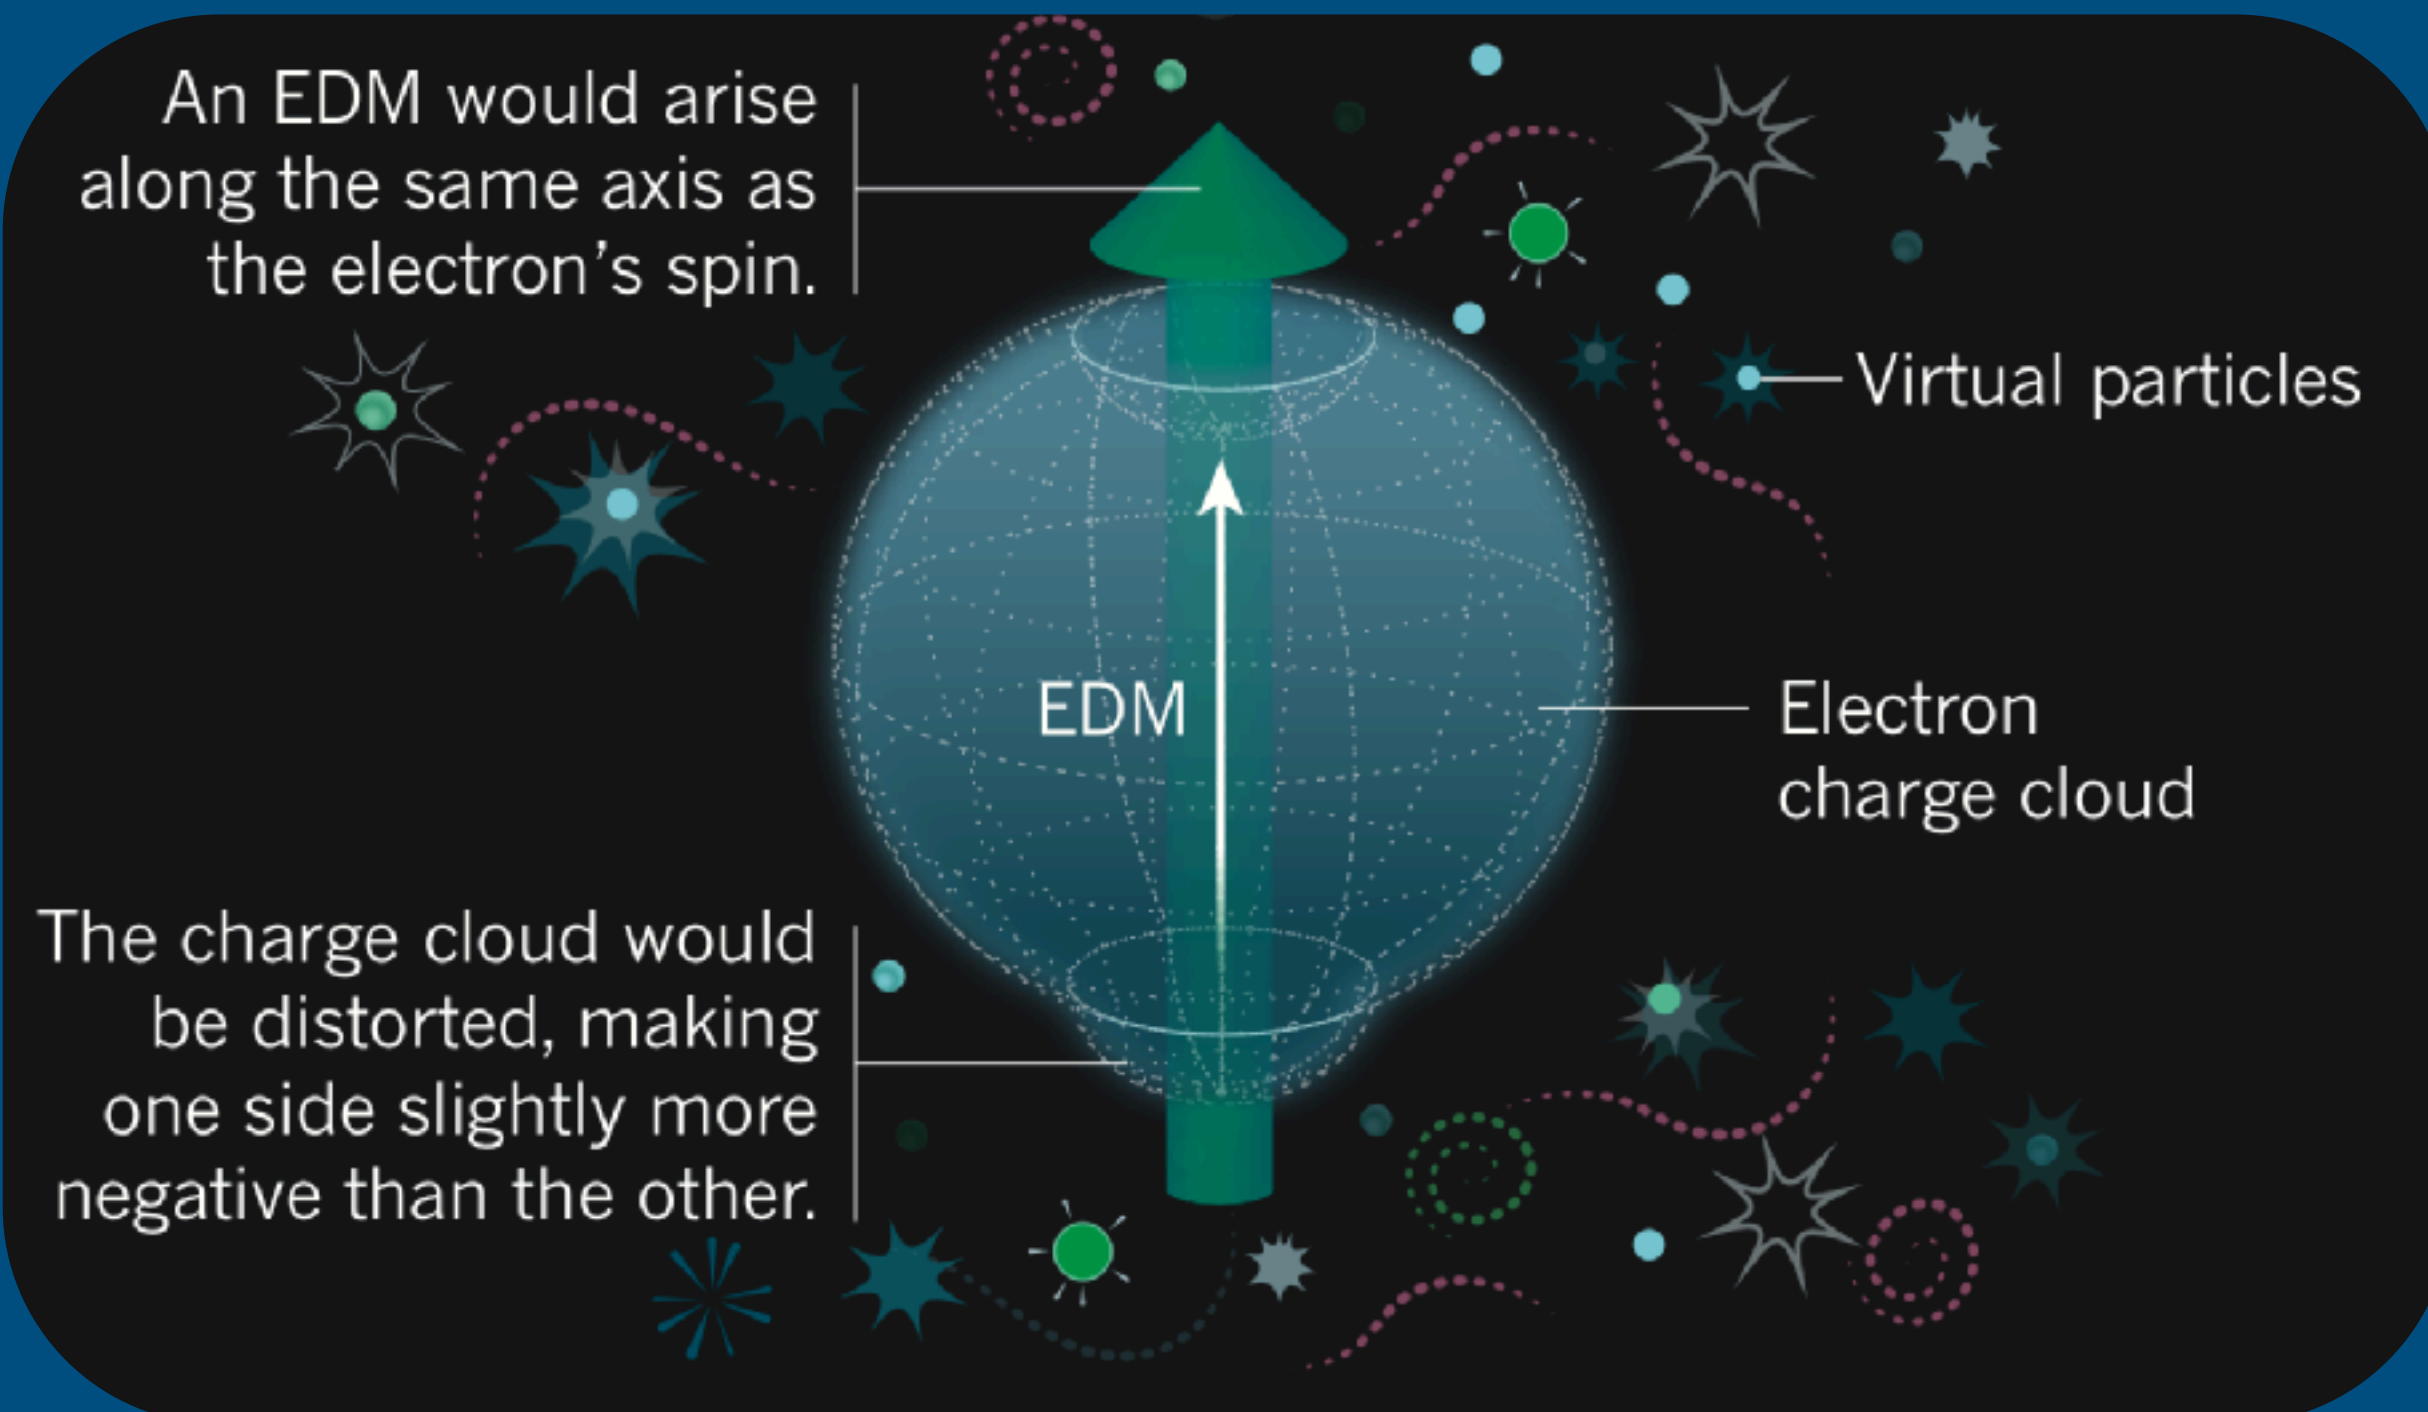 An EDM would arise
along the same axis as
the electron’s spin.
Virtual particles
EDM
Electron
charge cloud
The charge cloud would
be distorted, making
one side slightly more
negative than the other.